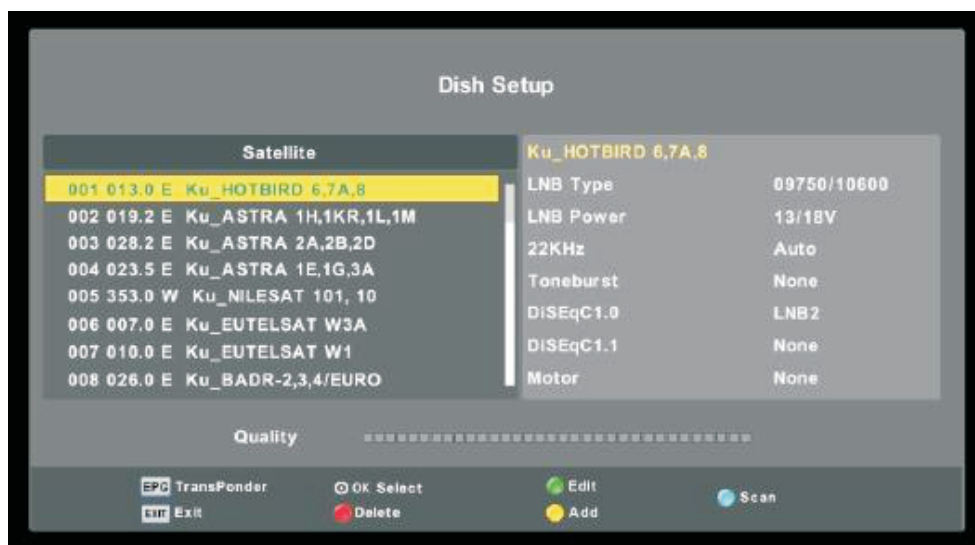 Dish Setup
Satellite
001 013.0 E Ku_HOTBIRD 6,7A,8
002 019.2 E Ku_ASTRA 1H,1KR,1L,1M
003 028.2 E Ku_ASTRA 2A,2B,2D
004 023.5 E Ku_ASTRA 1E,1G,3A
005 353.0 W Ku_NILESAT 101, 10
006 007.0 E Ku_EUTELSAT W3A
007 010.0 E Ku_EUTELSAT W1
008 026.0 E Ku_BADR-2,3,4/EURO
Ku_HOTBIRD 6,7A,8
LNB Type 09750/10600
LNB Power 13/18V
22KHz Auto
Toneburst None
DiSEqC1.0 LNB2
DiSEqC1.1 None
Motor None
Quality
EPG TransPonder OK Select Edit Scan
EXIT Exit Delete Add